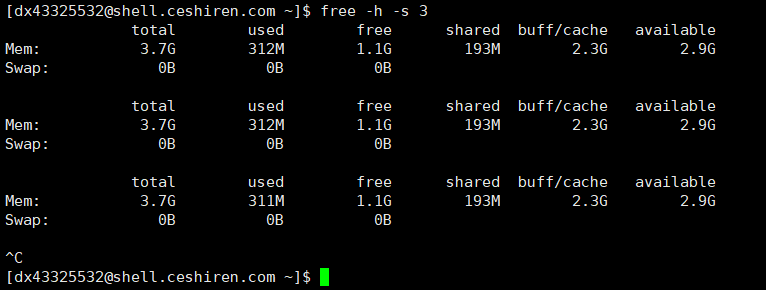 [dx43325532@shell.ceshiren.com ~]$ free -h -s 3
              total        used        free      shared  buff/cache   available
Mem:           3.7G        312M        1.1G        193M        2.3G        2.9G
Swap:            0B          0B          0B

              total        used        free      shared  buff/cache   available
Mem:           3.7G        312M        1.1G        193M        2.3G        2.9G
Swap:            0B          0B          0B

              total        used        free      shared  buff/cache   available
Mem:           3.7G        311M        1.1G        193M        2.3G        2.9G
Swap:            0B          0B          0B

^C
[dx43325532@shell.ceshiren.com ~]$